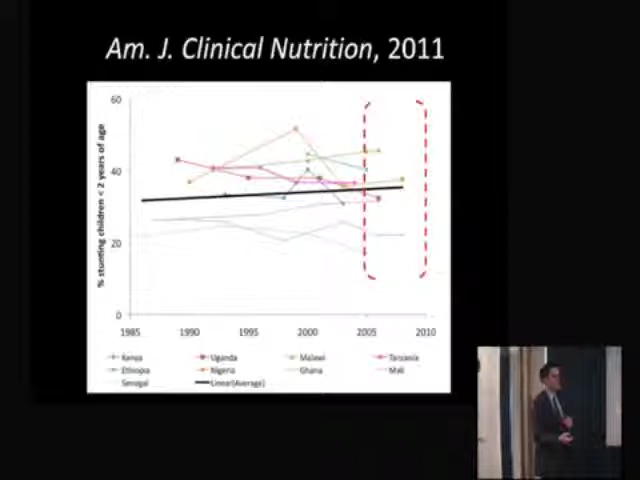 Am. J. Clinical Nutrition, 2011
% stunting children < 2 years of age
60
40
20
0
1985 1990 1995 2000 2005 2010
Kenya Uganda Malawi Tanzania
Ethiopia Nigeria Ghana Mali
Senegal Linear(Average)